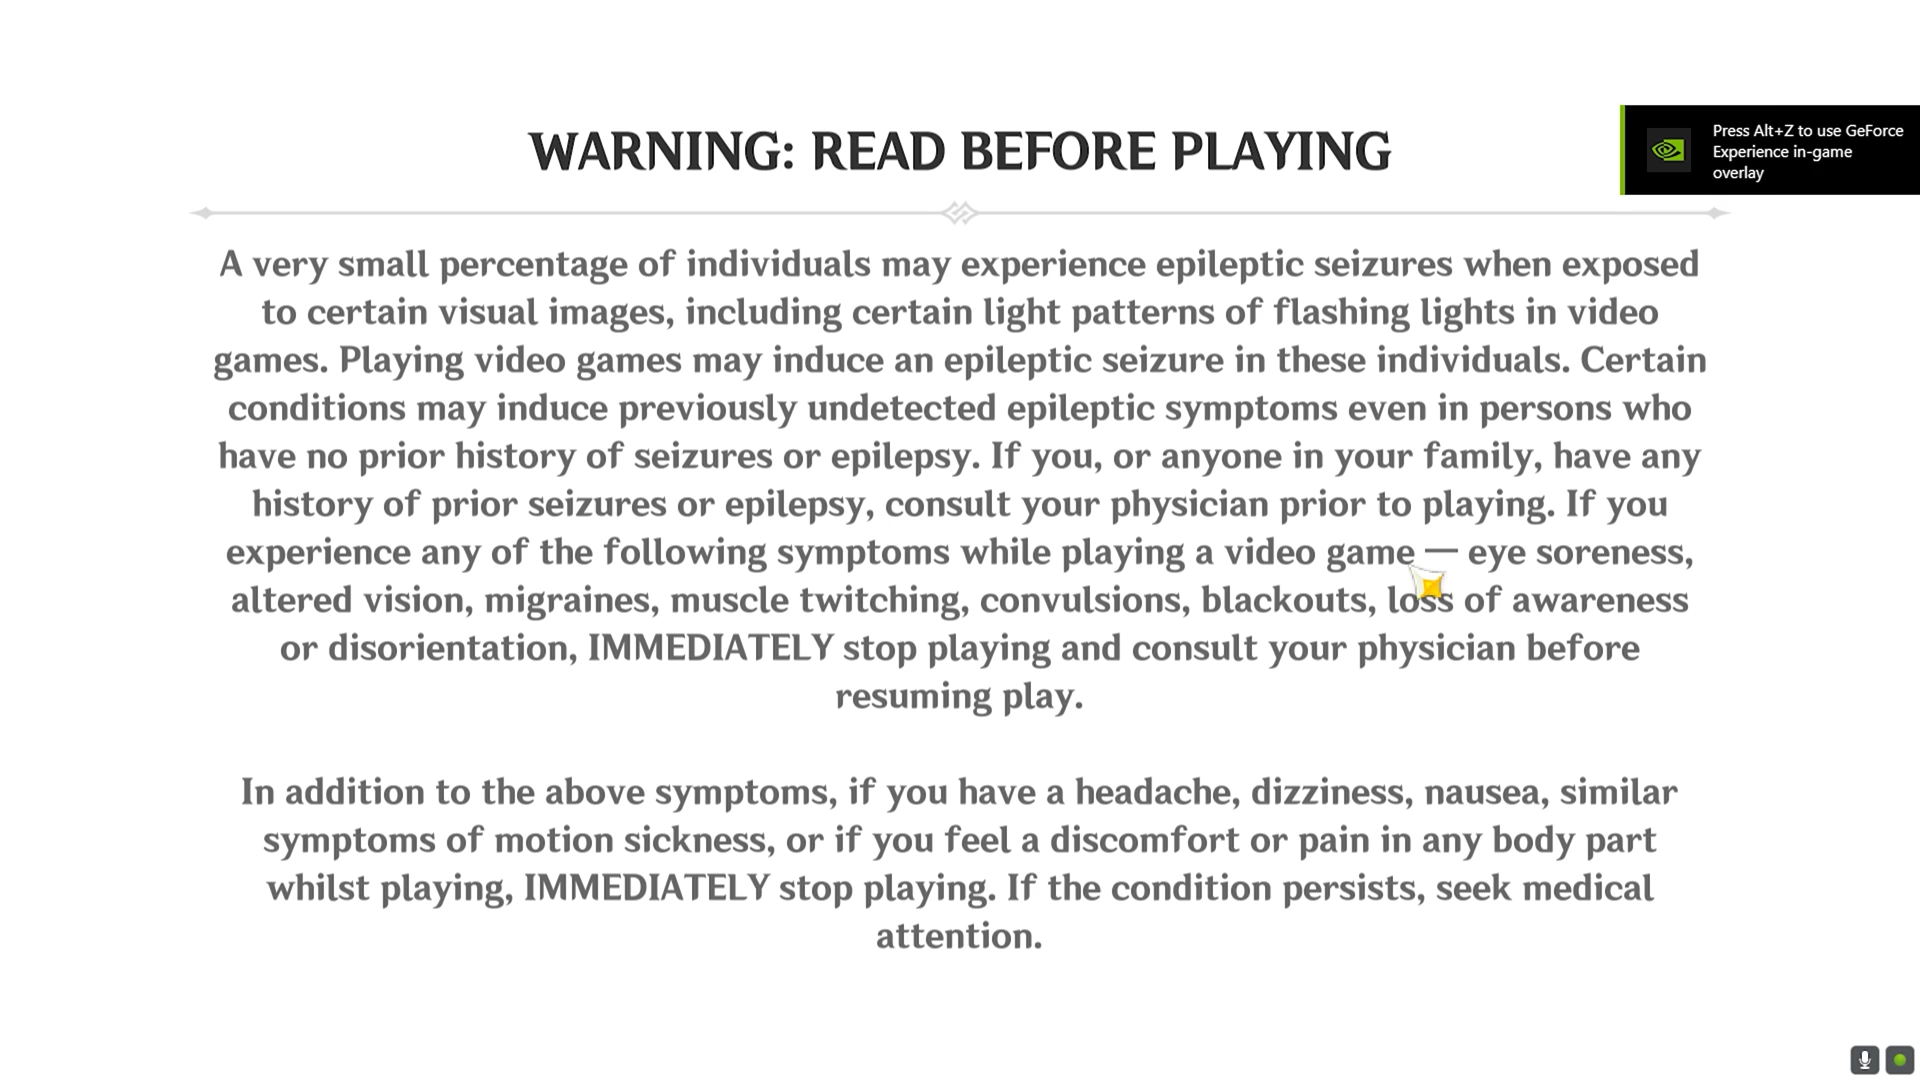 WARNING: READ BEFORE PLAYING
Press Alt+Z to use GeForce
Experience in-game
overlay
A very small percentage of individuals may experience epileptic seizures when exposed
to certain visual images, including certain light patterns of flashing lights in video
games. Playing video games may induce an epileptic seizure in these individuals. Certain
conditions may induce previously undetected epileptic symptoms even in persons who
have no prior history of seizures or epilepsy. If you, or anyone in your family, have any
history of prior seizures or epilepsy, consult your physician prior to playing. If you
experience any of the following symptoms while playing a video game — eye soreness,
altered vision, migraines, muscle twitching, convulsions, blackouts, loss of awareness
or disorientation, IMMEDIATELY stop playing and consult your physician before
resuming play.
In addition to the above symptoms, if you have a headache, dizziness, nausea, similar
symptoms of motion sickness, or if you feel a discomfort or pain in any body part
whilst playing, IMMEDIATELY stop playing. If the condition persists, seek medical
attention.